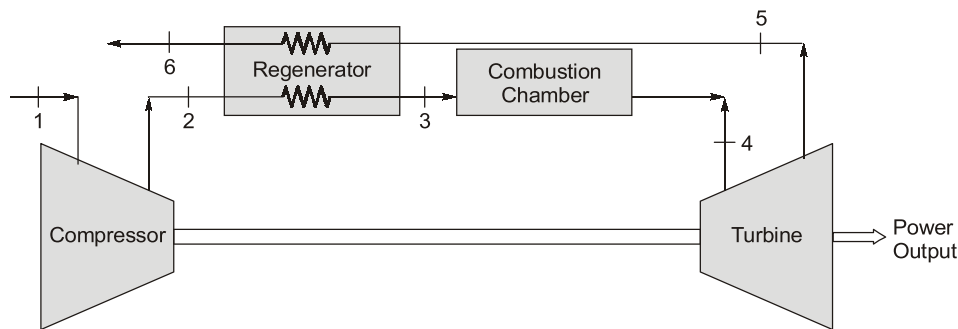 5
6
Regenerator
Combustion
Chamber
1
2
3
4
Compressor
Turbine
Power
Output